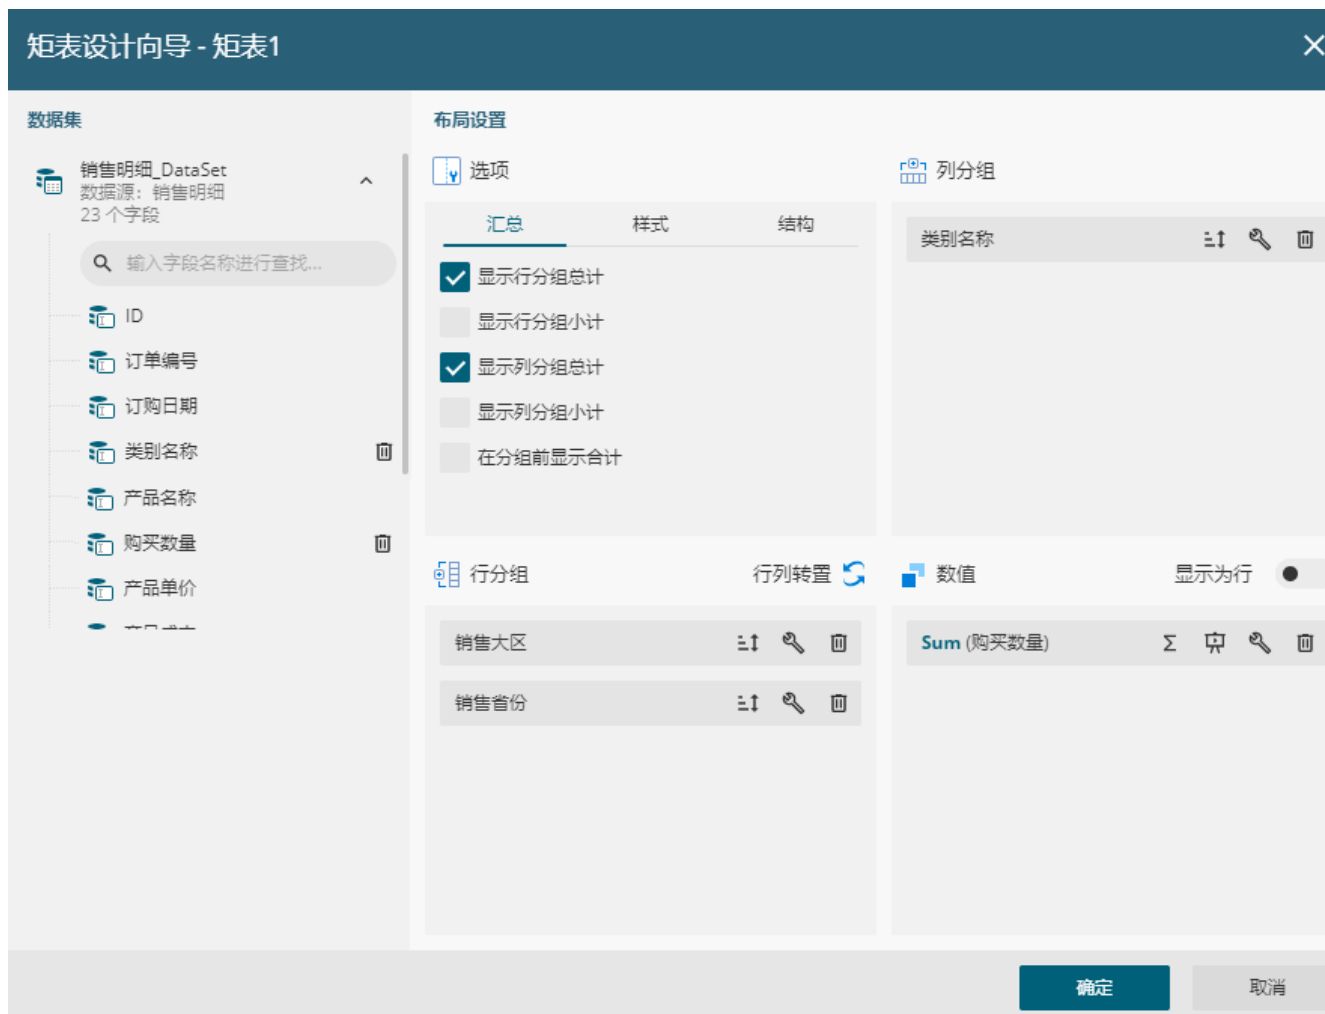 矩表设计向导 - 矩表1
数据集
销售明细_DataSet
数据源：销售明细
23 个字段
输入字段名称进行查找...
ID
订单编号
订购日期
类别名称
产品名称
购买数量
产品单价
布局设置
选项
汇总 样式 结构
显示行分组总计
显示行分组小计
显示列分组总计
显示列分组小计
在分组前显示合计
列分组
类别名称
行分组 行列转置
销售大区
销售省份
数值 显示为行
Sum (购买数量)
确定 取消